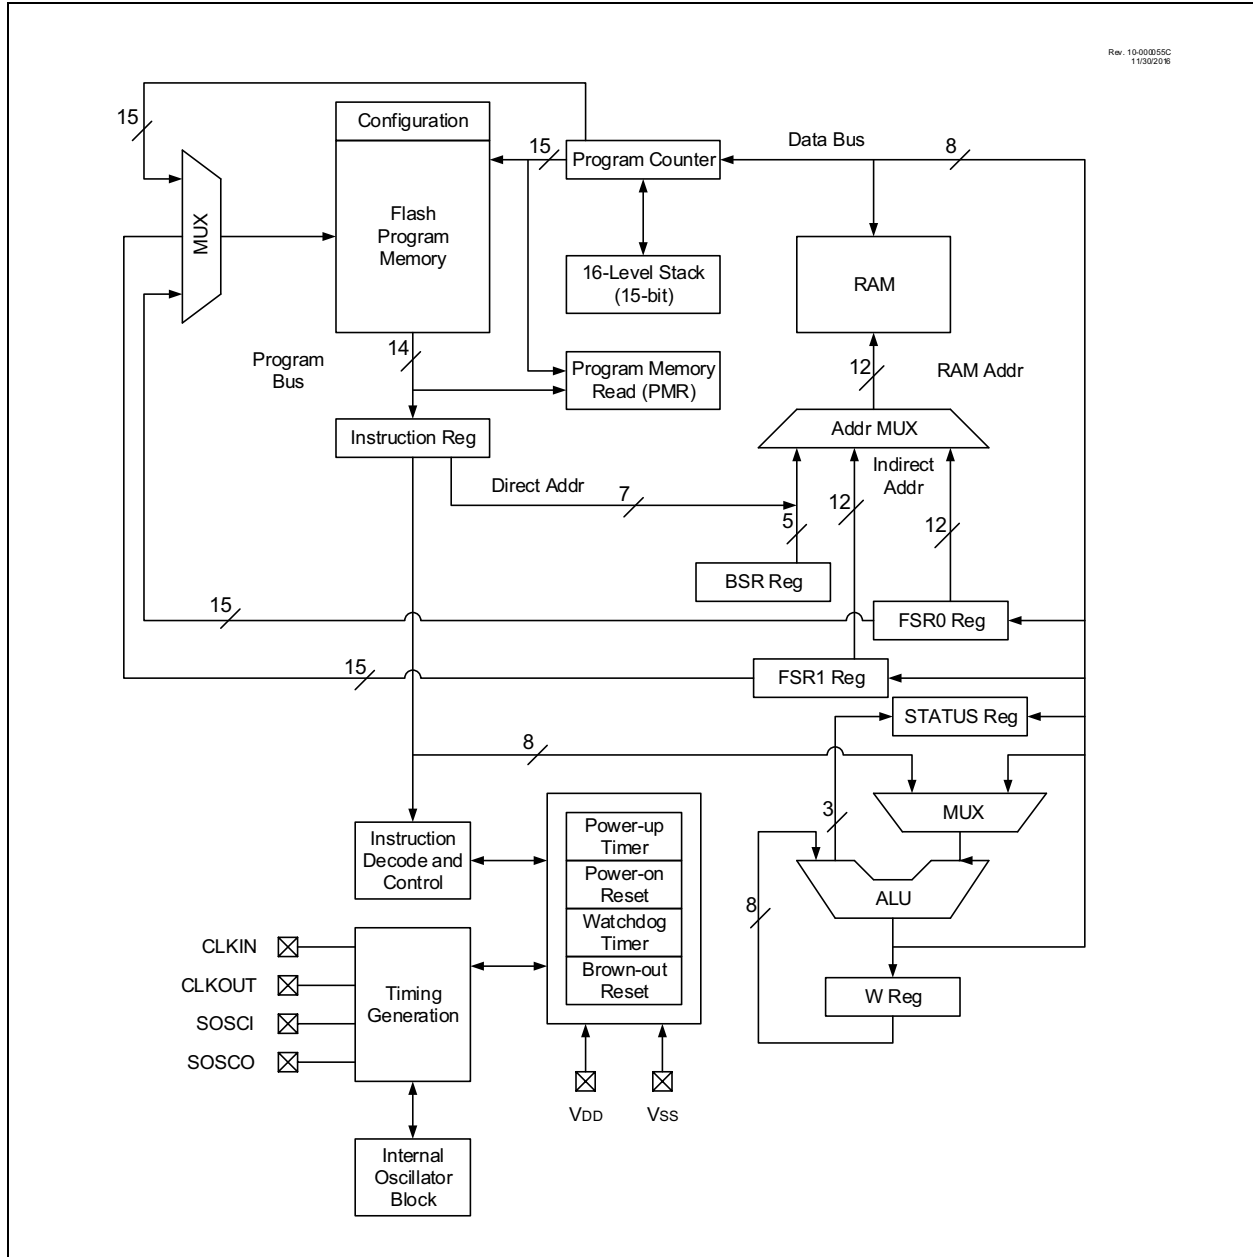 Rev. 10-000055C
11/30/2016
15
Configuration
15
Program Counter
Data Bus
8
MUX
Flash
Program
Memory
16-Level Stack
(15-bit)
RAM
Program
Bus
14
Program Memory
Read (PMR)
12
RAM Addr
Instruction Reg
Addr MUX
Direct Addr
7
Indirect
Addr
5
12
12
BSR Reg
15
FSR0 Reg
15
FSR1 Reg
STATUS Reg
8
MUX
3
Power-up
Timer
Instruction
Decode and
Control
Power-on
Reset
ALU
8
Watchdog
Timer
Brown-out
Reset
CLKIN
CLKOUT
SOSCI
SOSCO
Timing
Generation
W Reg
VDD
VSS
Internal
Oscillator
Block